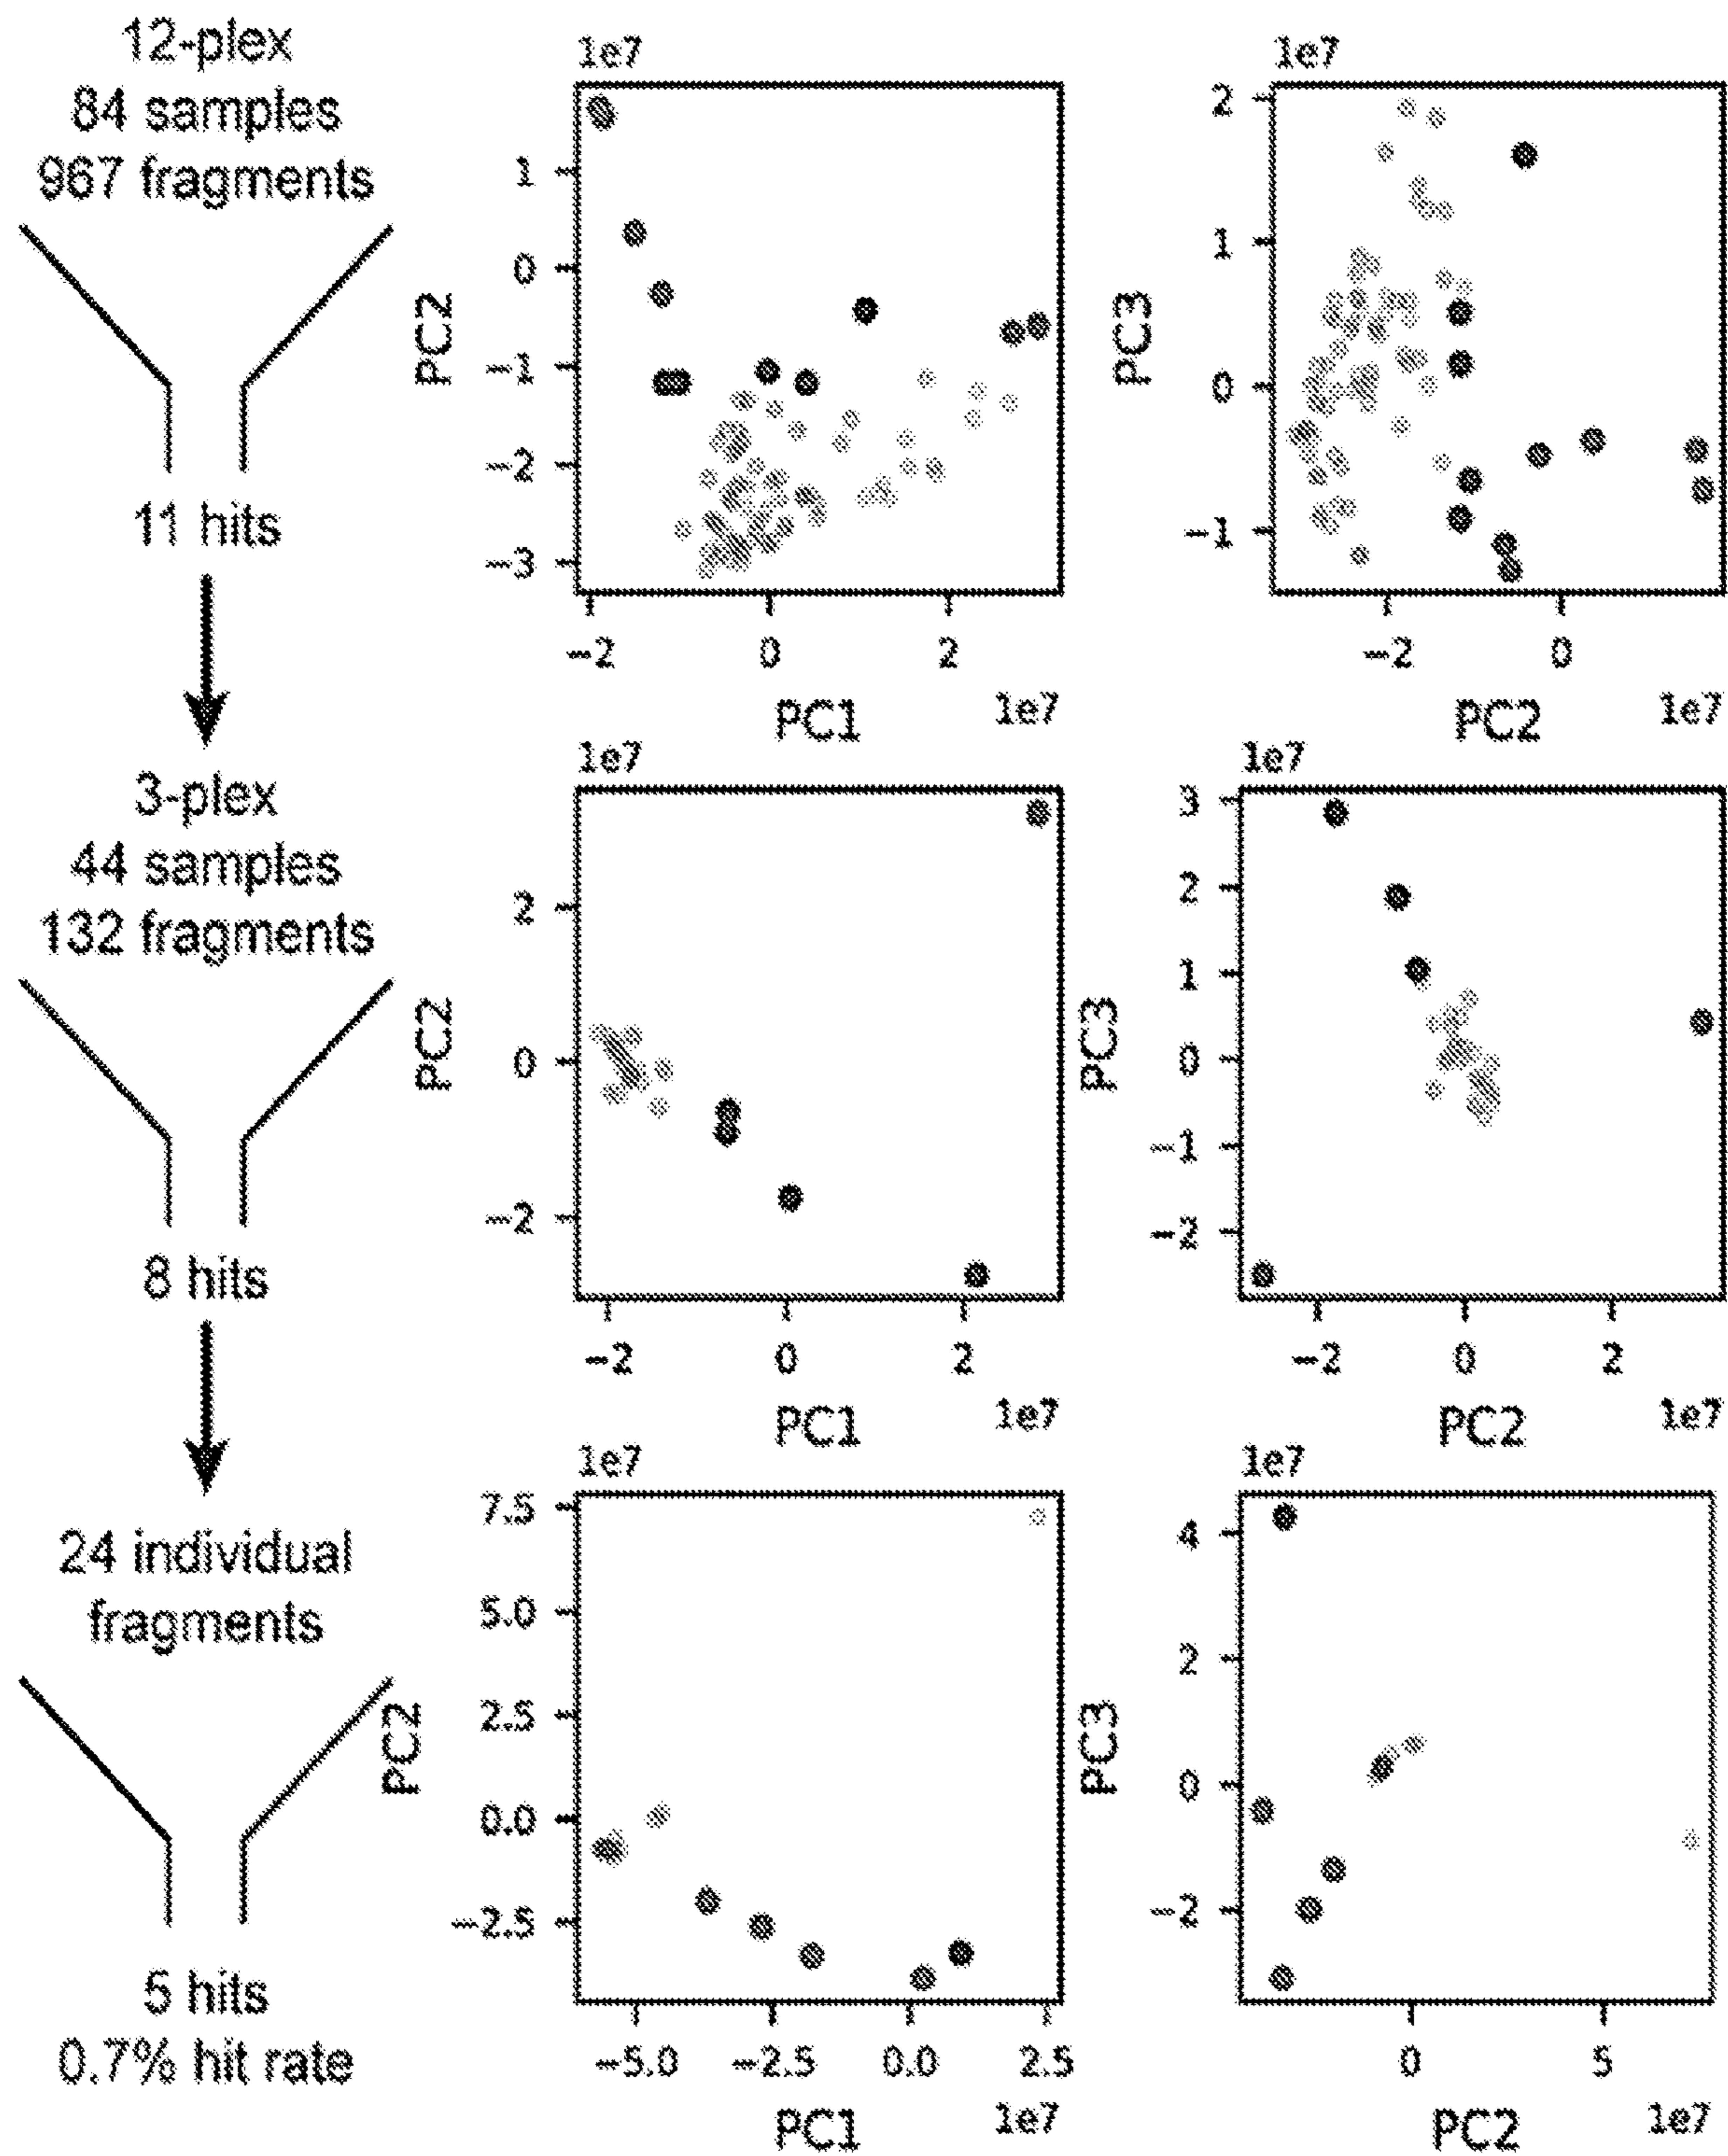 12-plex
84 samples
967 fragments
11 hits
3-plex
44 samples
132 fragments
8 hits
24 individual
fragments
5 hits
0.7% hit rate
1e7
1
0
−1
−2
−3
PC2
−2 0 2
PC1
1e7
1e7
2
1
0
−1
PC3
−2 0
PC2
1e7
1e7
2
0
−2
PC2
−2 0 2
PC1
1e7
1e7
3
2
1
0
−1
−2
PC3
−2 0 2
PC2
1e7
1e7
7.5
5.0
2.5
0.0
−2.5
PC2
−5.0 −2.5 0.0 2.5
PC1
1e7
1e7
4
2
0
−2
PC3
0 5
PC2
1e7